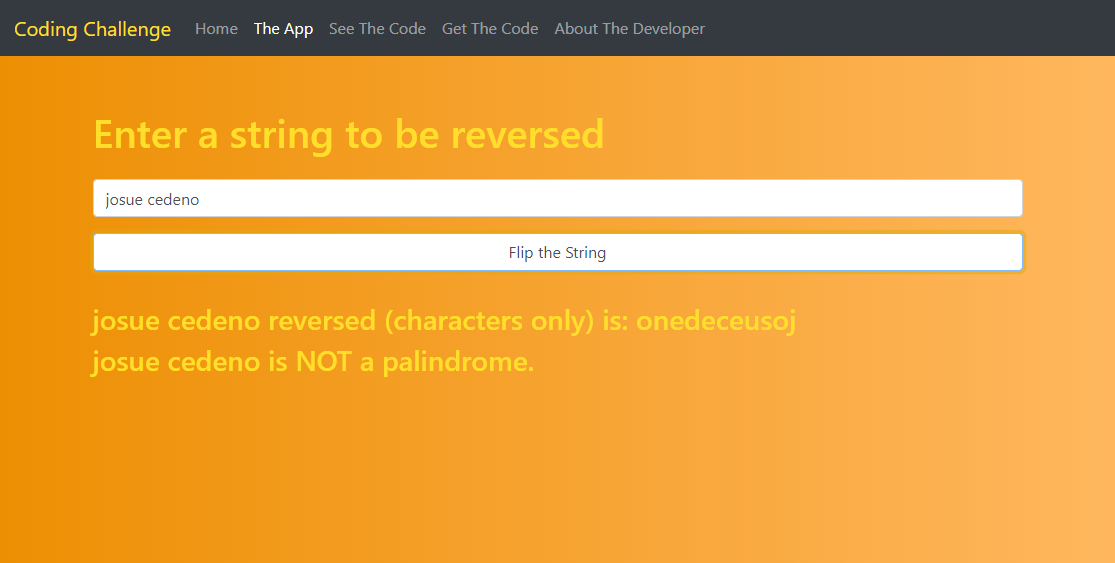 Coding Challenge Home The App See The Code Get The Code About The Developer
Enter a string to be reversed
josue cedeno
Flip the String
josue cedeno reversed (characters only) is: onedeceusoj
josue cedeno is NOT a palindrome.